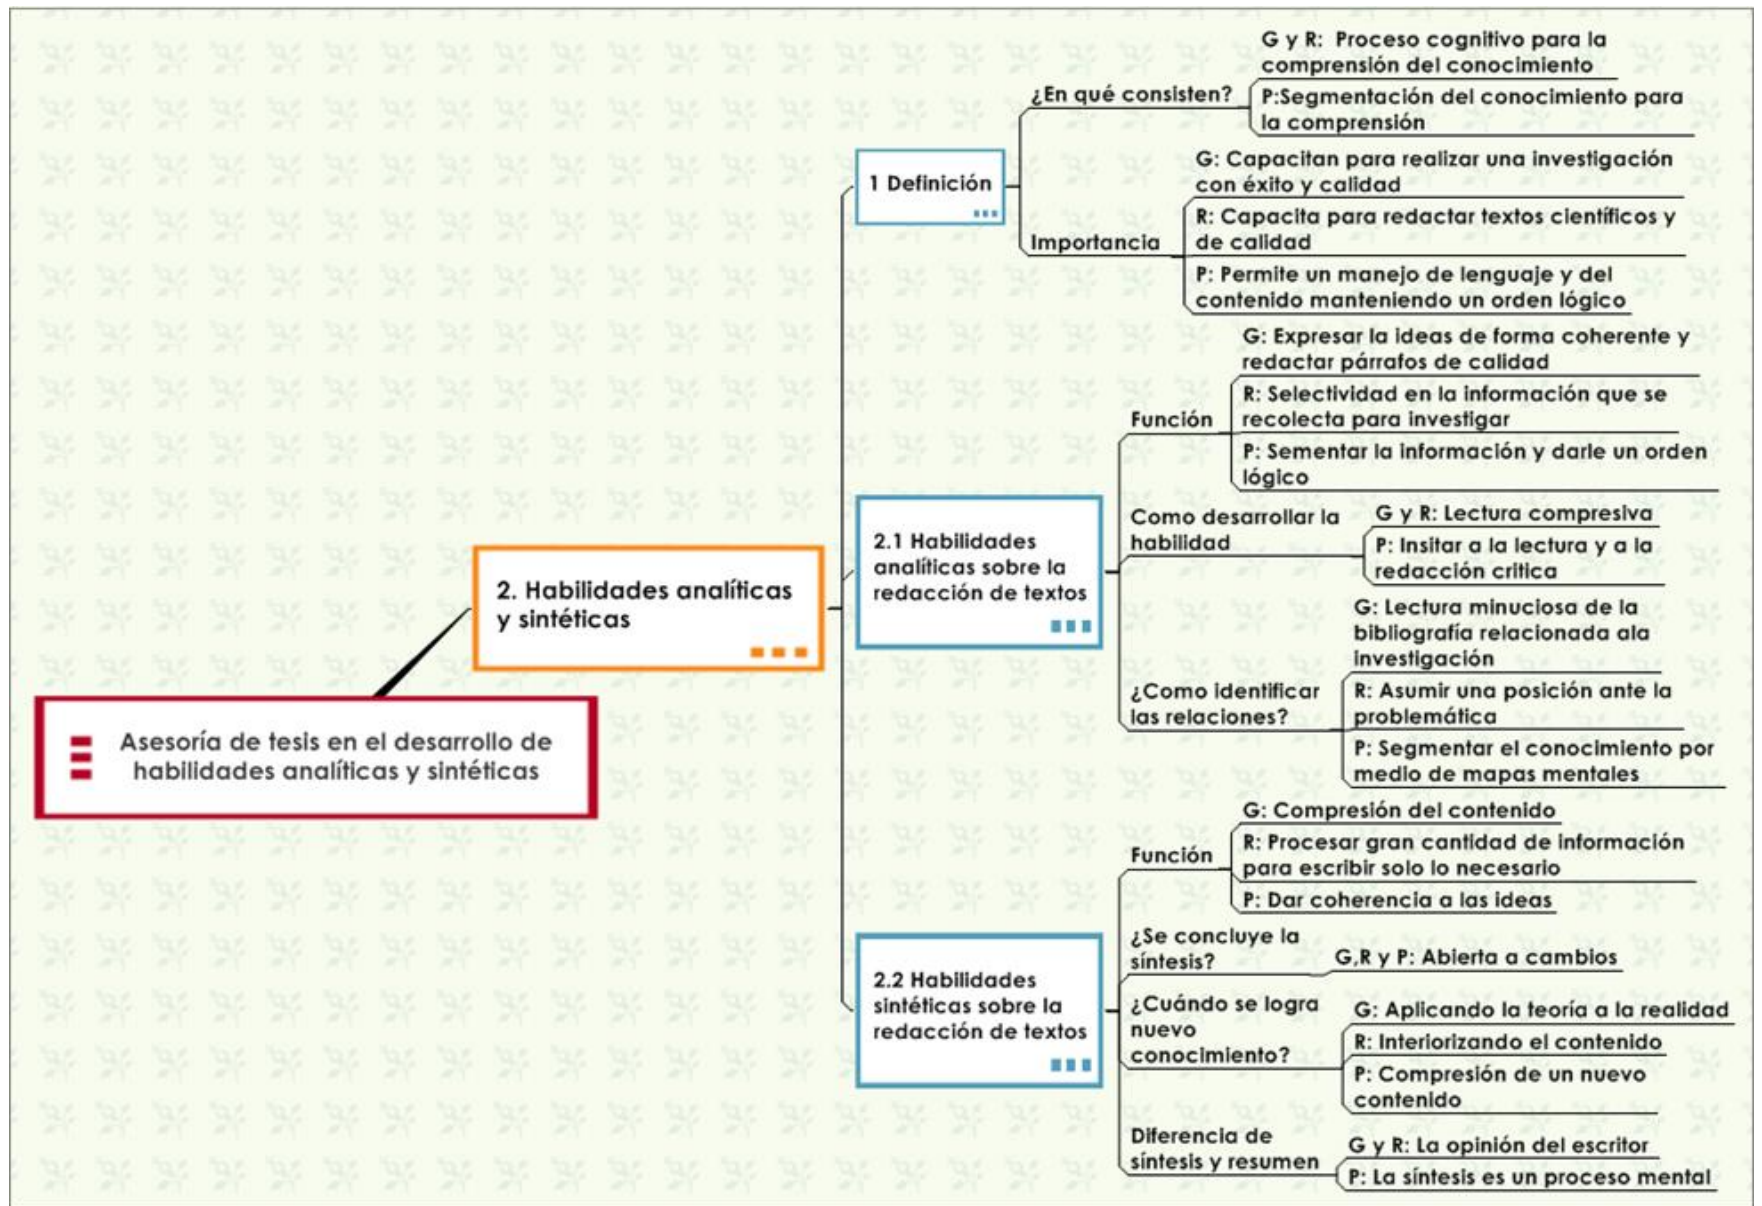 Asesoría de tesis en el desarrollo de
habilidades analíticas y sintéticas
2. Habilidades analíticas
y sintéticas
1 Definición
¿En qué consisten?
G y R:  Proceso cognitivo para la
comprensión del conocimiento
P:Segmentación del conocimiento para
la comprensión
Importancia
G: Capacitan para realizar una investigación
con éxito y calidad
R: Capacita para redactar textos científicos y
de calidad
P: Permite un manejo de lenguaje y del
contenido manteniendo un orden lógico
2.1 Habilidades
analíticas sobre la
redacción de textos
Función
G: Expresar la ideas de forma coherente y
redactar párrafos de calidad
R: Selectividad en la información que se
recolecta para investigar
P: Sementar la información y darle un orden
lógico
Como desarrollar la
habilidad
G y R: Lectura compresiva
P: Insitar a la lectura y a la
redacción critica
¿Como identificar
las relaciones?
G: Lectura minuciosa de la
bibliografía relacionada ala
investigación
R: Asumir una posición ante la
problemática
P: Segmentar el conocimiento por
medio de mapas mentales
2.2 Habilidades
sintéticas sobre la
redacción de textos
Función
G: Compresión del contenido
R: Procesar gran cantidad de información
para escribir solo lo necesario
P: Dar coherencia a las ideas
¿Se concluye la
síntesis?
G,R y P: Abierta a cambios
¿Cuándo se logra
nuevo
conocimiento?
G: Aplicando la teoría a la realidad
R: Interiorizando el contenido
P: Compresión de un nuevo
contenido
Diferencia de
síntesis y resumen
G y R: La opinión del escritor
P: La síntesis es un proceso mental